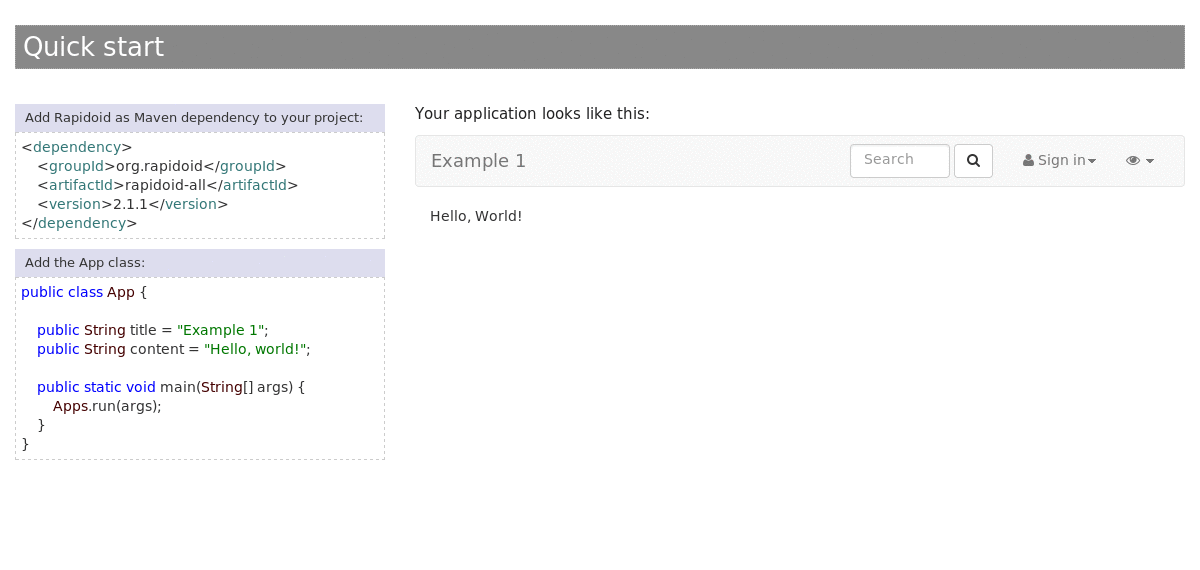 Quick start
Add Rapidoid as Maven dependency to your project:
<dependency>
<groupId>org.rapidoid</groupId>
<artifactId>rapidoid-all</artifactId>
<version>2.1.1</version>
</dependency>
Add the App class:
public class App {
public String title = "Example 1";
public String content = "Hello, world!";
public static void main(String[] args) {
Apps.run(args);
}
}
Your application looks like this:
Example 1 Search Sign in
Hello, World!